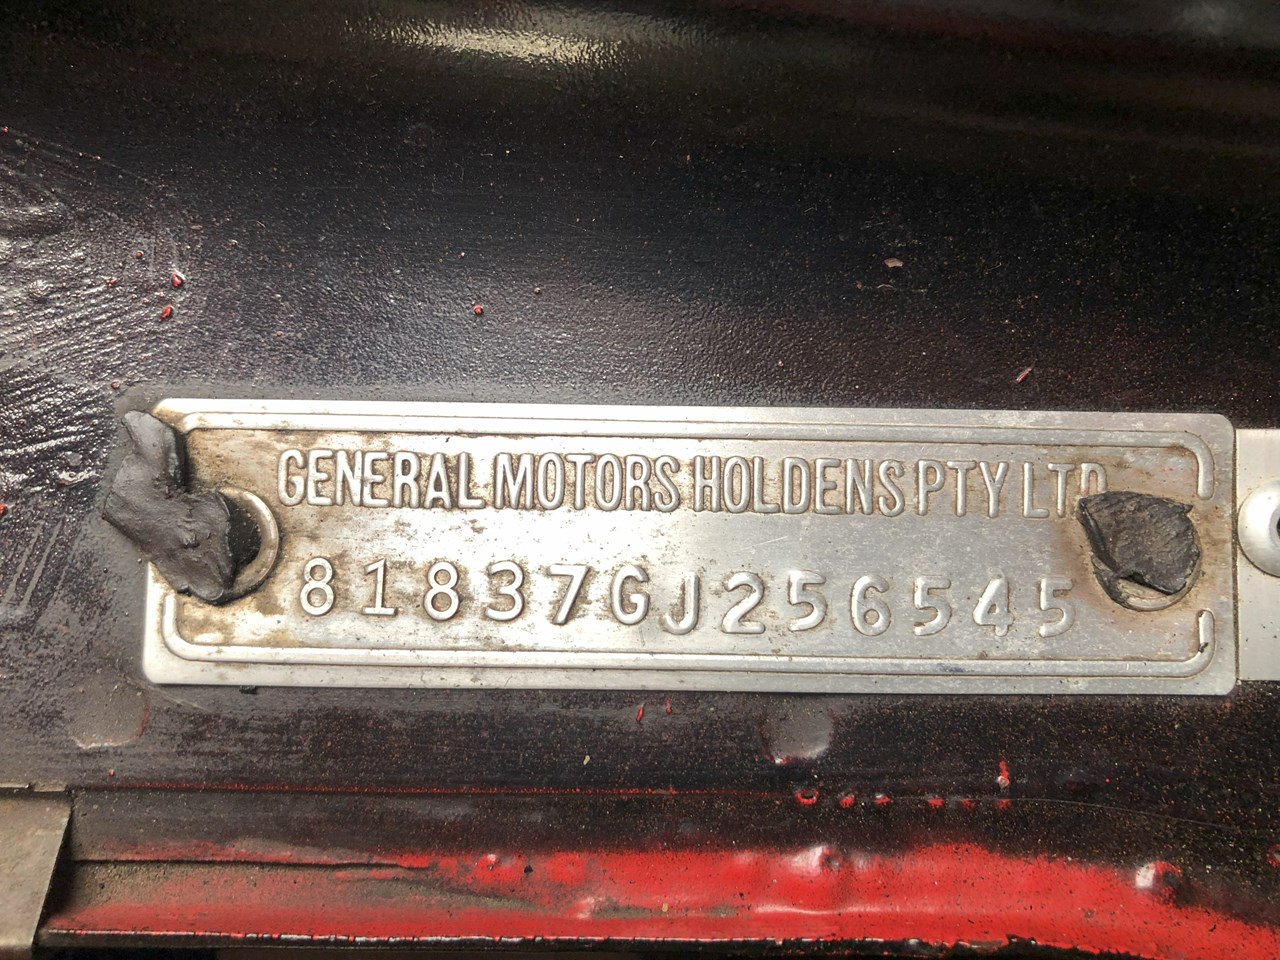 GENERAL MOTORS HOLDENS PTY LTD
81837GJ256545